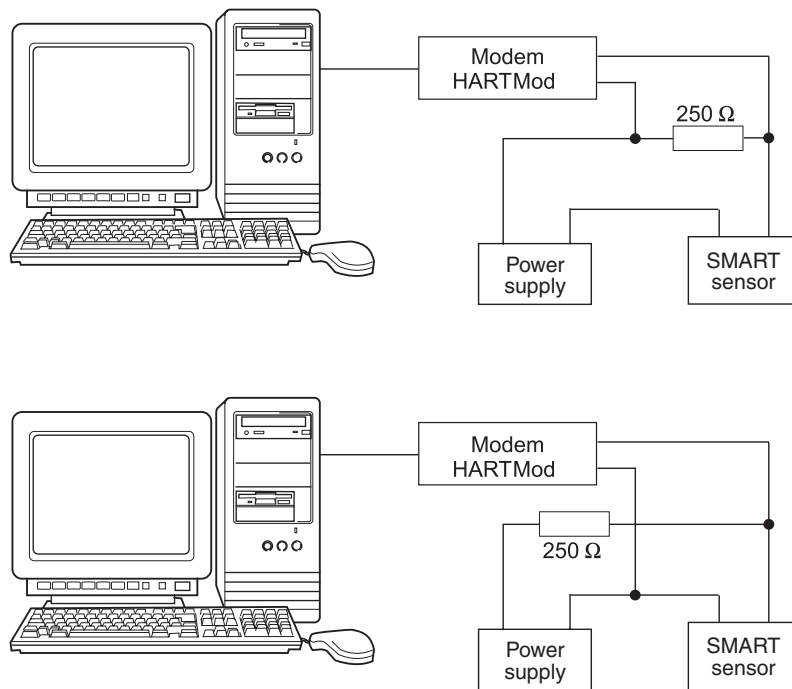 Modem
HARTMod
250 Ω
Power
supply
SMART
sensor
Modem
HARTMod
250 Ω
Power
supply
SMART
sensor